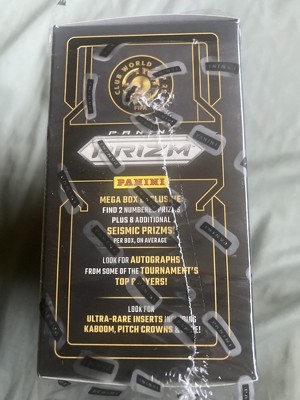 CLUB WORLD
FIFA
PANINI
PRIZM
PANINI
MEGA BOX EXCLUSIVE
FIND 2 NUMBERED PRIZMS
PLUS 8 ADDITIONAL
SEISMIC PRIZMS!
PER BOX, ON AVERAGE
LOOK FOR AUTOGRAPHS
FROM SOME OF THE TOURNAMENT'S
TOP PLAYERS!
LOOK FOR
ULTRA-RARE INSERTS INCLUDING
KABOOM, PITCH CROWNS & MORE!